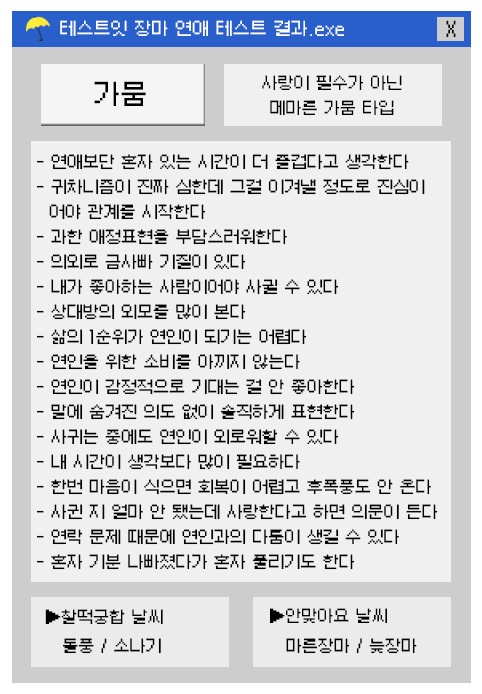 테스트잇 장마 연애 테스트 결과.exe X
가뭄
사랑이 필수가 아닌
메마른 가뭄 타입
- 연애보단 혼자 있는 시간이 더 즐겁다고 생각한다
- 귀차니즘이 진짜 심한데 그걸 이겨낼 정도로 진심이
어야 관계를 시작한다
- 과한 애정표현을 부담스러워한다
- 의외로 금사빠 기질이 있다
- 내가 좋아하는 사람이어야 사귈 수 있다
- 상대방의 외모를 많이 본다
- 삶의 1순위가 연인이 되기는 어렵다
- 연인을 위한 소비를 아끼지 않는다
- 연인이 감정적으로 기대는 걸 안 좋아한다
- 말에 숨겨진 의도 없이 솔직하게 표현한다
- 사귀는 중에도 연인이 외로워할 수 있다
- 내 시간이 생각보다 많이 필요하다
- 한번 마음이 식으면 회복이 어렵고 후폭풍도 안 온다
- 사귄 지 얼마 안 됐는데 사랑한다고 하면 의문이 든다
- 연락 문제 때문에 연인과의 다툼이 생길 수 있다
- 혼자 기분 나빠졌다가 혼자 풀리기도 한다
▶찰떡궁합 날씨
돌풍 / 소나기
▶안맞아요 날씨
마른장마 / 늦장마